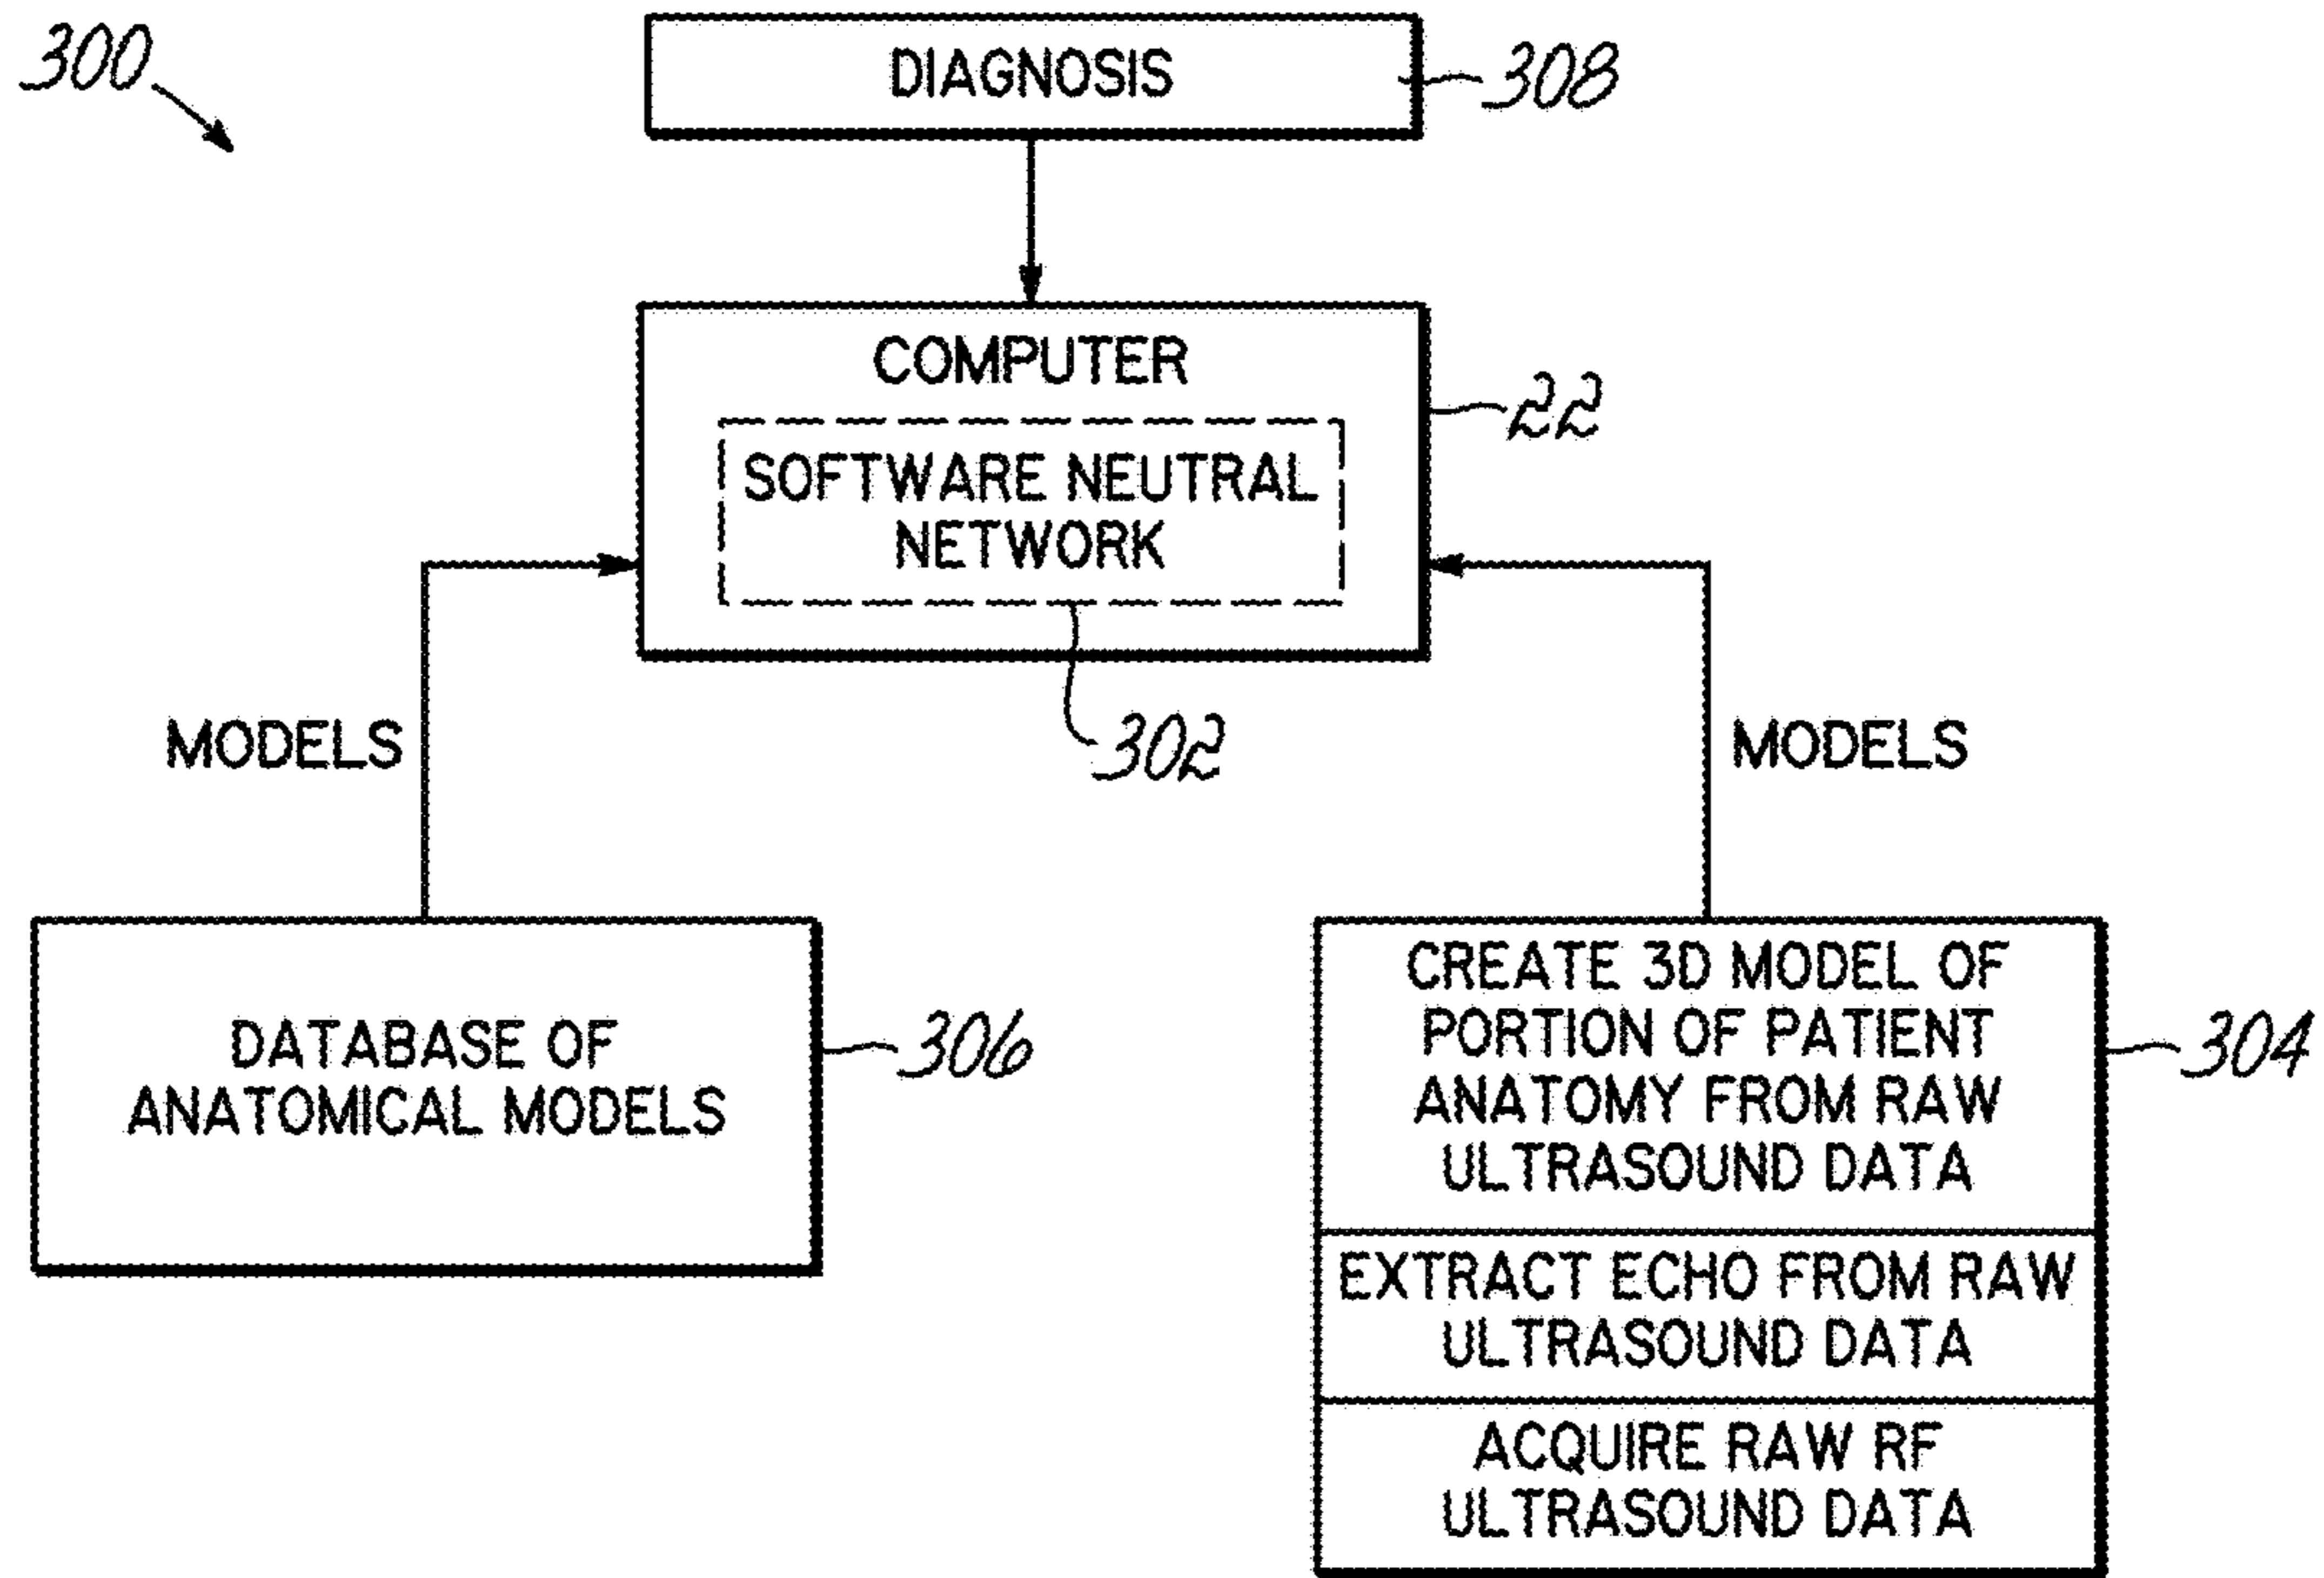 300
DIAGNOSIS
308
COMPUTER
22
SOFTWARE NEUTRAL
NETWORK
302
MODELS
MODELS
DATABASE OF
ANATOMICAL MODELS
306
CREATE 3D MODEL OF
PORTION OF PATIENT
ANATOMY FROM RAW
ULTRASOUND DATA
304
EXTRACT ECHO FROM RAW
ULTRASOUND DATA
ACQUIRE RAW RF
ULTRASOUND DATA